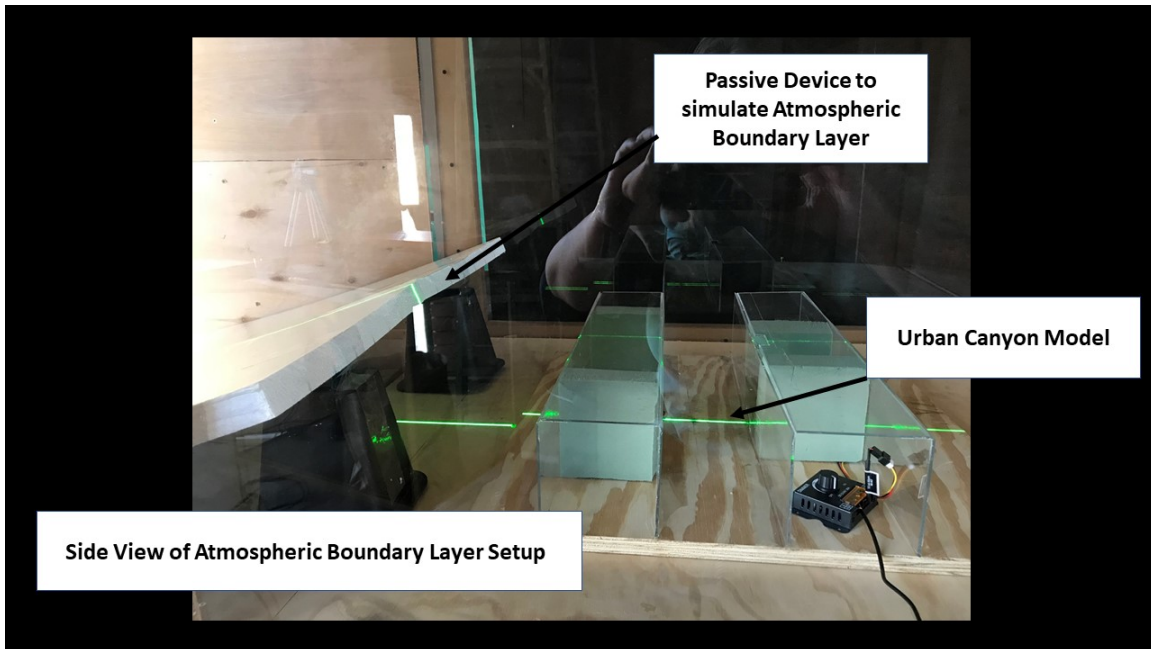 Passive Device to
simulate Atmospheric
Boundary Layer
Urban Canyon Model
Side View of Atmospheric Boundary Layer Setup